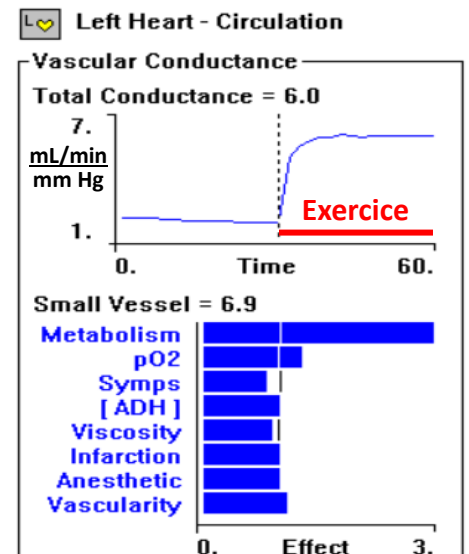 L
Left Heart - Circulation
Vascular Conductance
Total Conductance = 6.0
7.
mL/min
mm Hg
Exercice
1.
0. Time 60.
Small Vessel = 6.9
Metabolism
pO2
Symps
[ ADH ]
Viscosity
Infarction
Anesthetic
Vascularity
0. Effect 3.